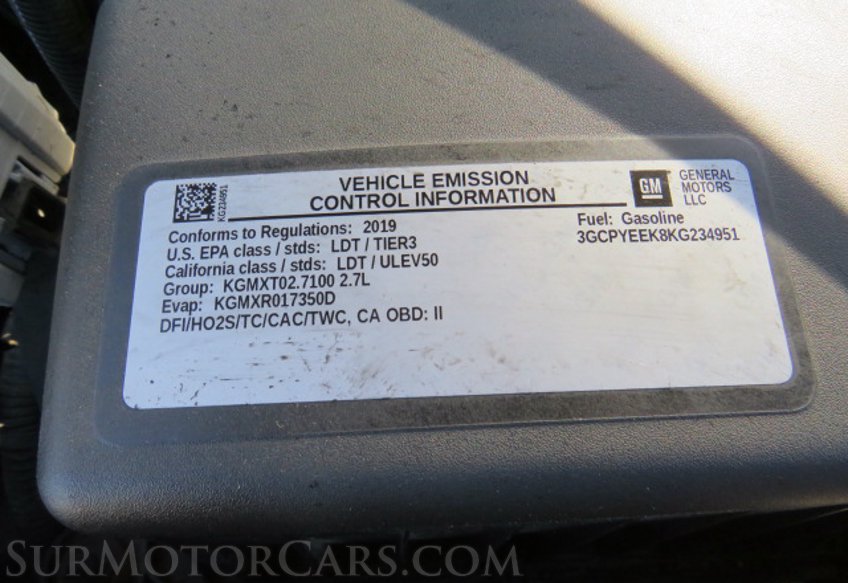 VEHICLE EMISSION
CONTROL INFORMATION
KG234951
GM
GENERAL
MOTORS
LLC
Conforms to Regulations: 2019
U.S. EPA class / stds: LDT / TIER3
California class / stds: LDT / ULEV50
Group: KGMXT02.7100 2.7L
Evap: KGMXR017350D
DFI/HO2S/TC/CAC/TWC, CA OBD: II
Fuel: Gasoline
3GCPYEEK8KG234951
SurMotorCars.com